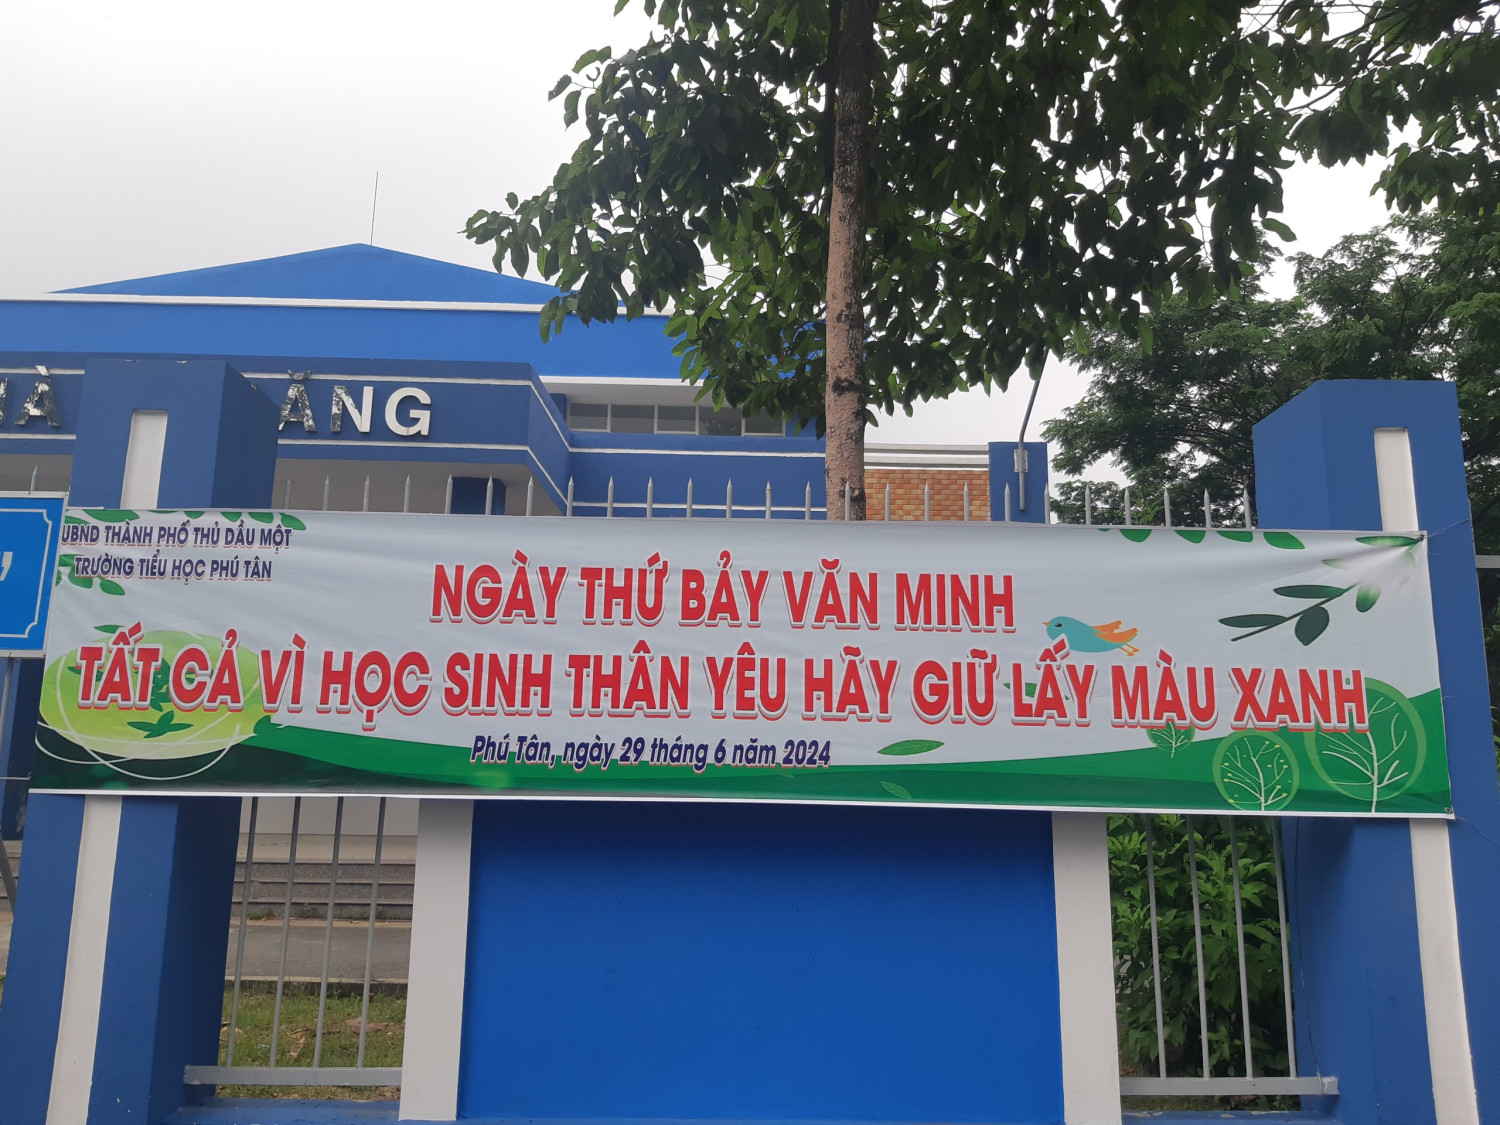 ĂNG
UBND THÀNH PHỐ THỦ DẦU MỘT
TRƯỜNG TIỂU HỌC PHÚ TÂN
NGÀY THỨ BẢY VĂN MINH
TẤT CẢ VÌ HỌC SINH THÂN YÊU HÃY GIỮ LẤY MÀU XANH
Phú Tân, ngày 29 tháng 6 năm 2024